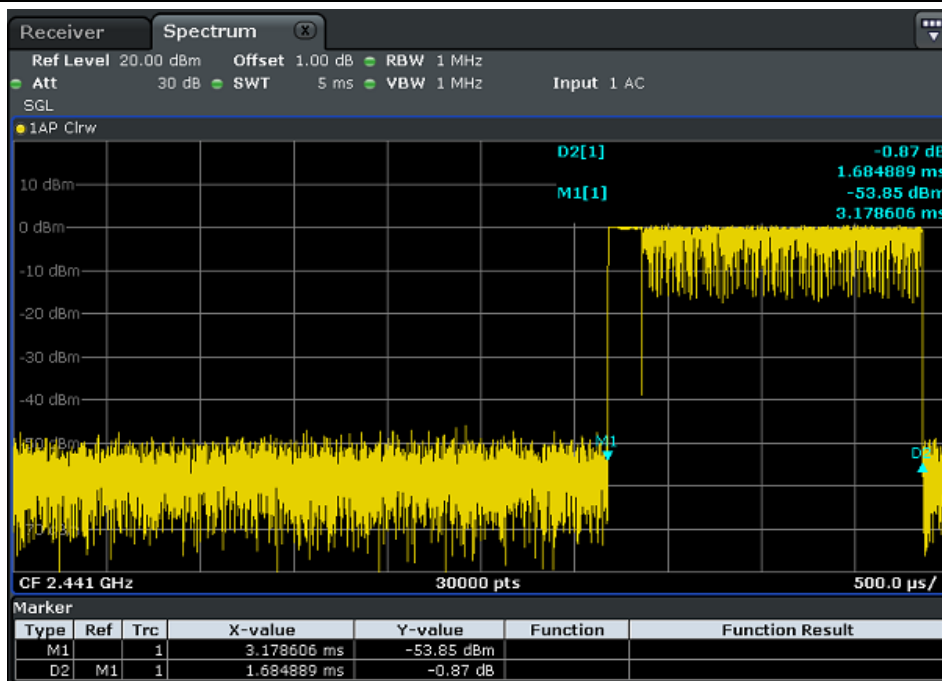 Receiver Spectrum X
Ref Level 20.00 dBm Offset 1.00 dB RBW 1 MHz
Att 30 dB SWT 5 ms VBW 1 MHz Input 1 AC
SGL
1AP Clrw
D2[1] -0.87 dB
1.684889 ms
10 dBm
M1[1] -53.85 dBm
3.178606 ms
0 dBm
-10 dBm
-20 dBm
-30 dBm
-40 dBm
M1
D2
CF 2.441 GHz 30000 pts 500.0 µs/
Marker
Type Ref Trc X-value Y-value Function Function Result
M1 1 3.178606 ms -53.85 dBm
D2 M1 1 1.684889 ms -0.87 dB